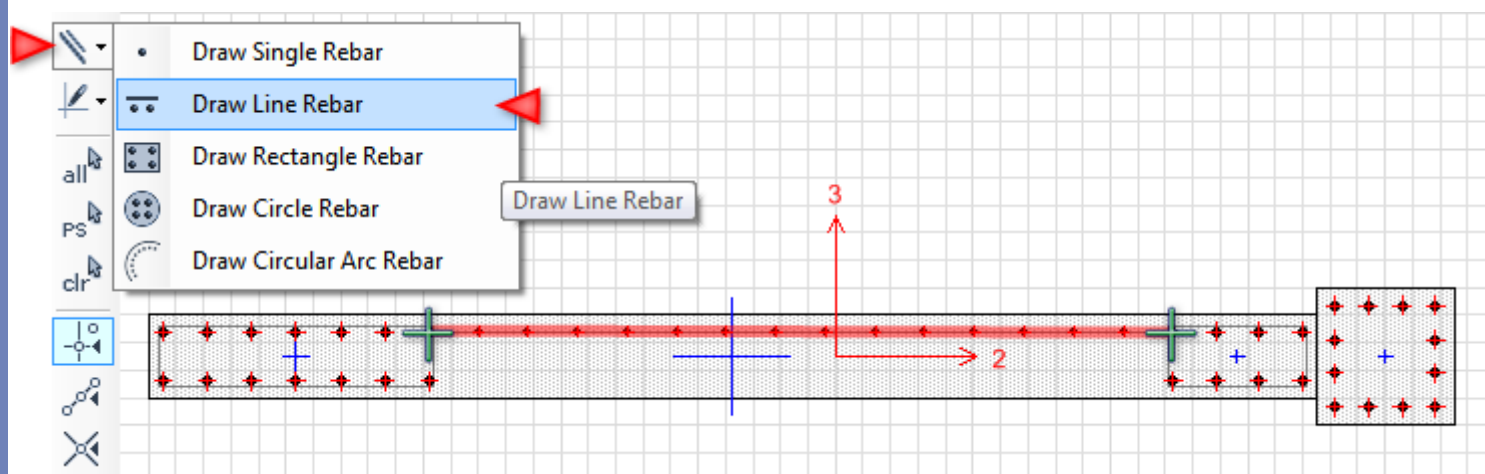 Draw Single Rebar
Draw Line Rebar
Draw Rectangle Rebar
Draw Circle Rebar
Draw Circular Arc Rebar
Draw Line Rebar
all
PS
clr
3
2